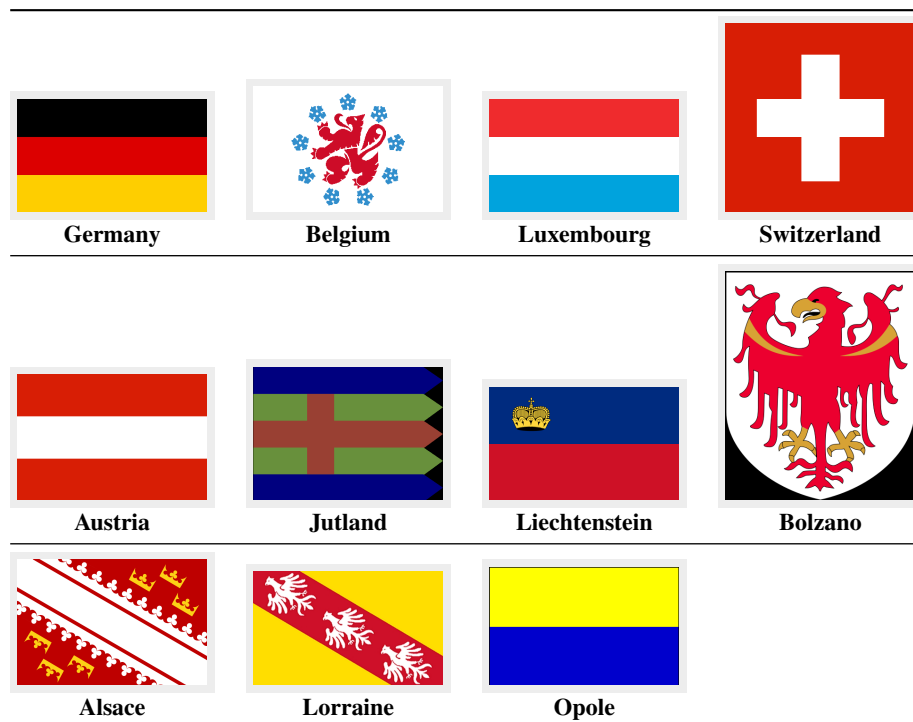 Germany Belgium Luxembourg Switzerland
Austria Jutland Liechtenstein Bolzano
Alsace Lorraine Opole